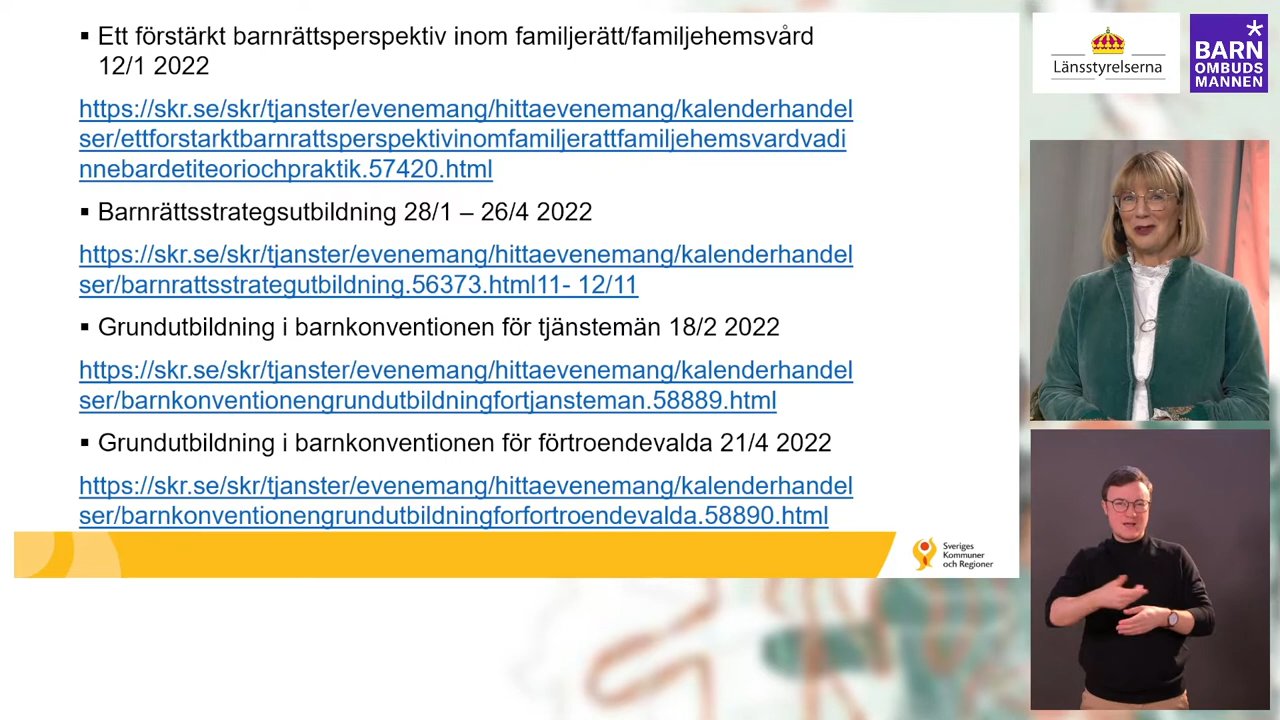 ▪ Ett förstärkt barnrättsperspektiv inom familjerätt/familjehemsvård
12/1 2022
https://skr.se/skr/tjanster/evenemang/hittaevenemang/kalenderhandel
ser/ettforstarktbarnrattsperspektivinomfamiljerattfamiljehemsvardvadi
nnebardetiteoriochpraktik.57420.html
▪ Barnrättsstrategsutbildning 28/1 – 26/4 2022
https://skr.se/skr/tjanster/evenemang/hittaevenemang/kalenderhandel
ser/barnrattsstrategutbildning.56373.html11- 12/11
▪ Grundutbildning i barnkonventionen för tjänstemän 18/2 2022
https://skr.se/skr/tjanster/evenemang/hittaevenemang/kalenderhandel
ser/barnkonventionengrundutbildningfortjansteman.58889.html
▪ Grundutbildning i barnkonventionen för förtroendevalda 21/4 2022
https://skr.se/skr/tjanster/evenemang/hittaevenemang/kalenderhandel
ser/barnkonventionengrundutbildningforfortroendevalda.58890.html
Sveriges
Kommuner
och Regioner
Länsstyrelserna
BARN
OMBUDS
MANNEN